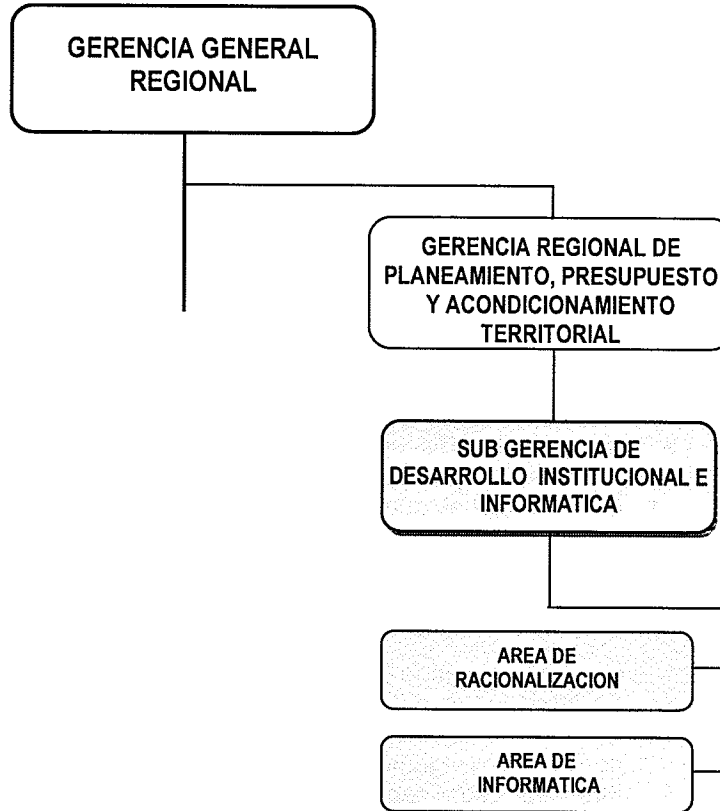 GERENCIA GENERAL
REGIONAL
GERENCIA REGIONAL DE
PLANEAMIENTO, PRESUPUESTO
Y ACONDICIONAMIENTO
TERRITORIAL
SUB GERENCIA DE
DESARROLLO INSTITUCIONAL E
INFORMATICA
AREA DE
RACIONALIZACION
AREA DE
INFORMATICA